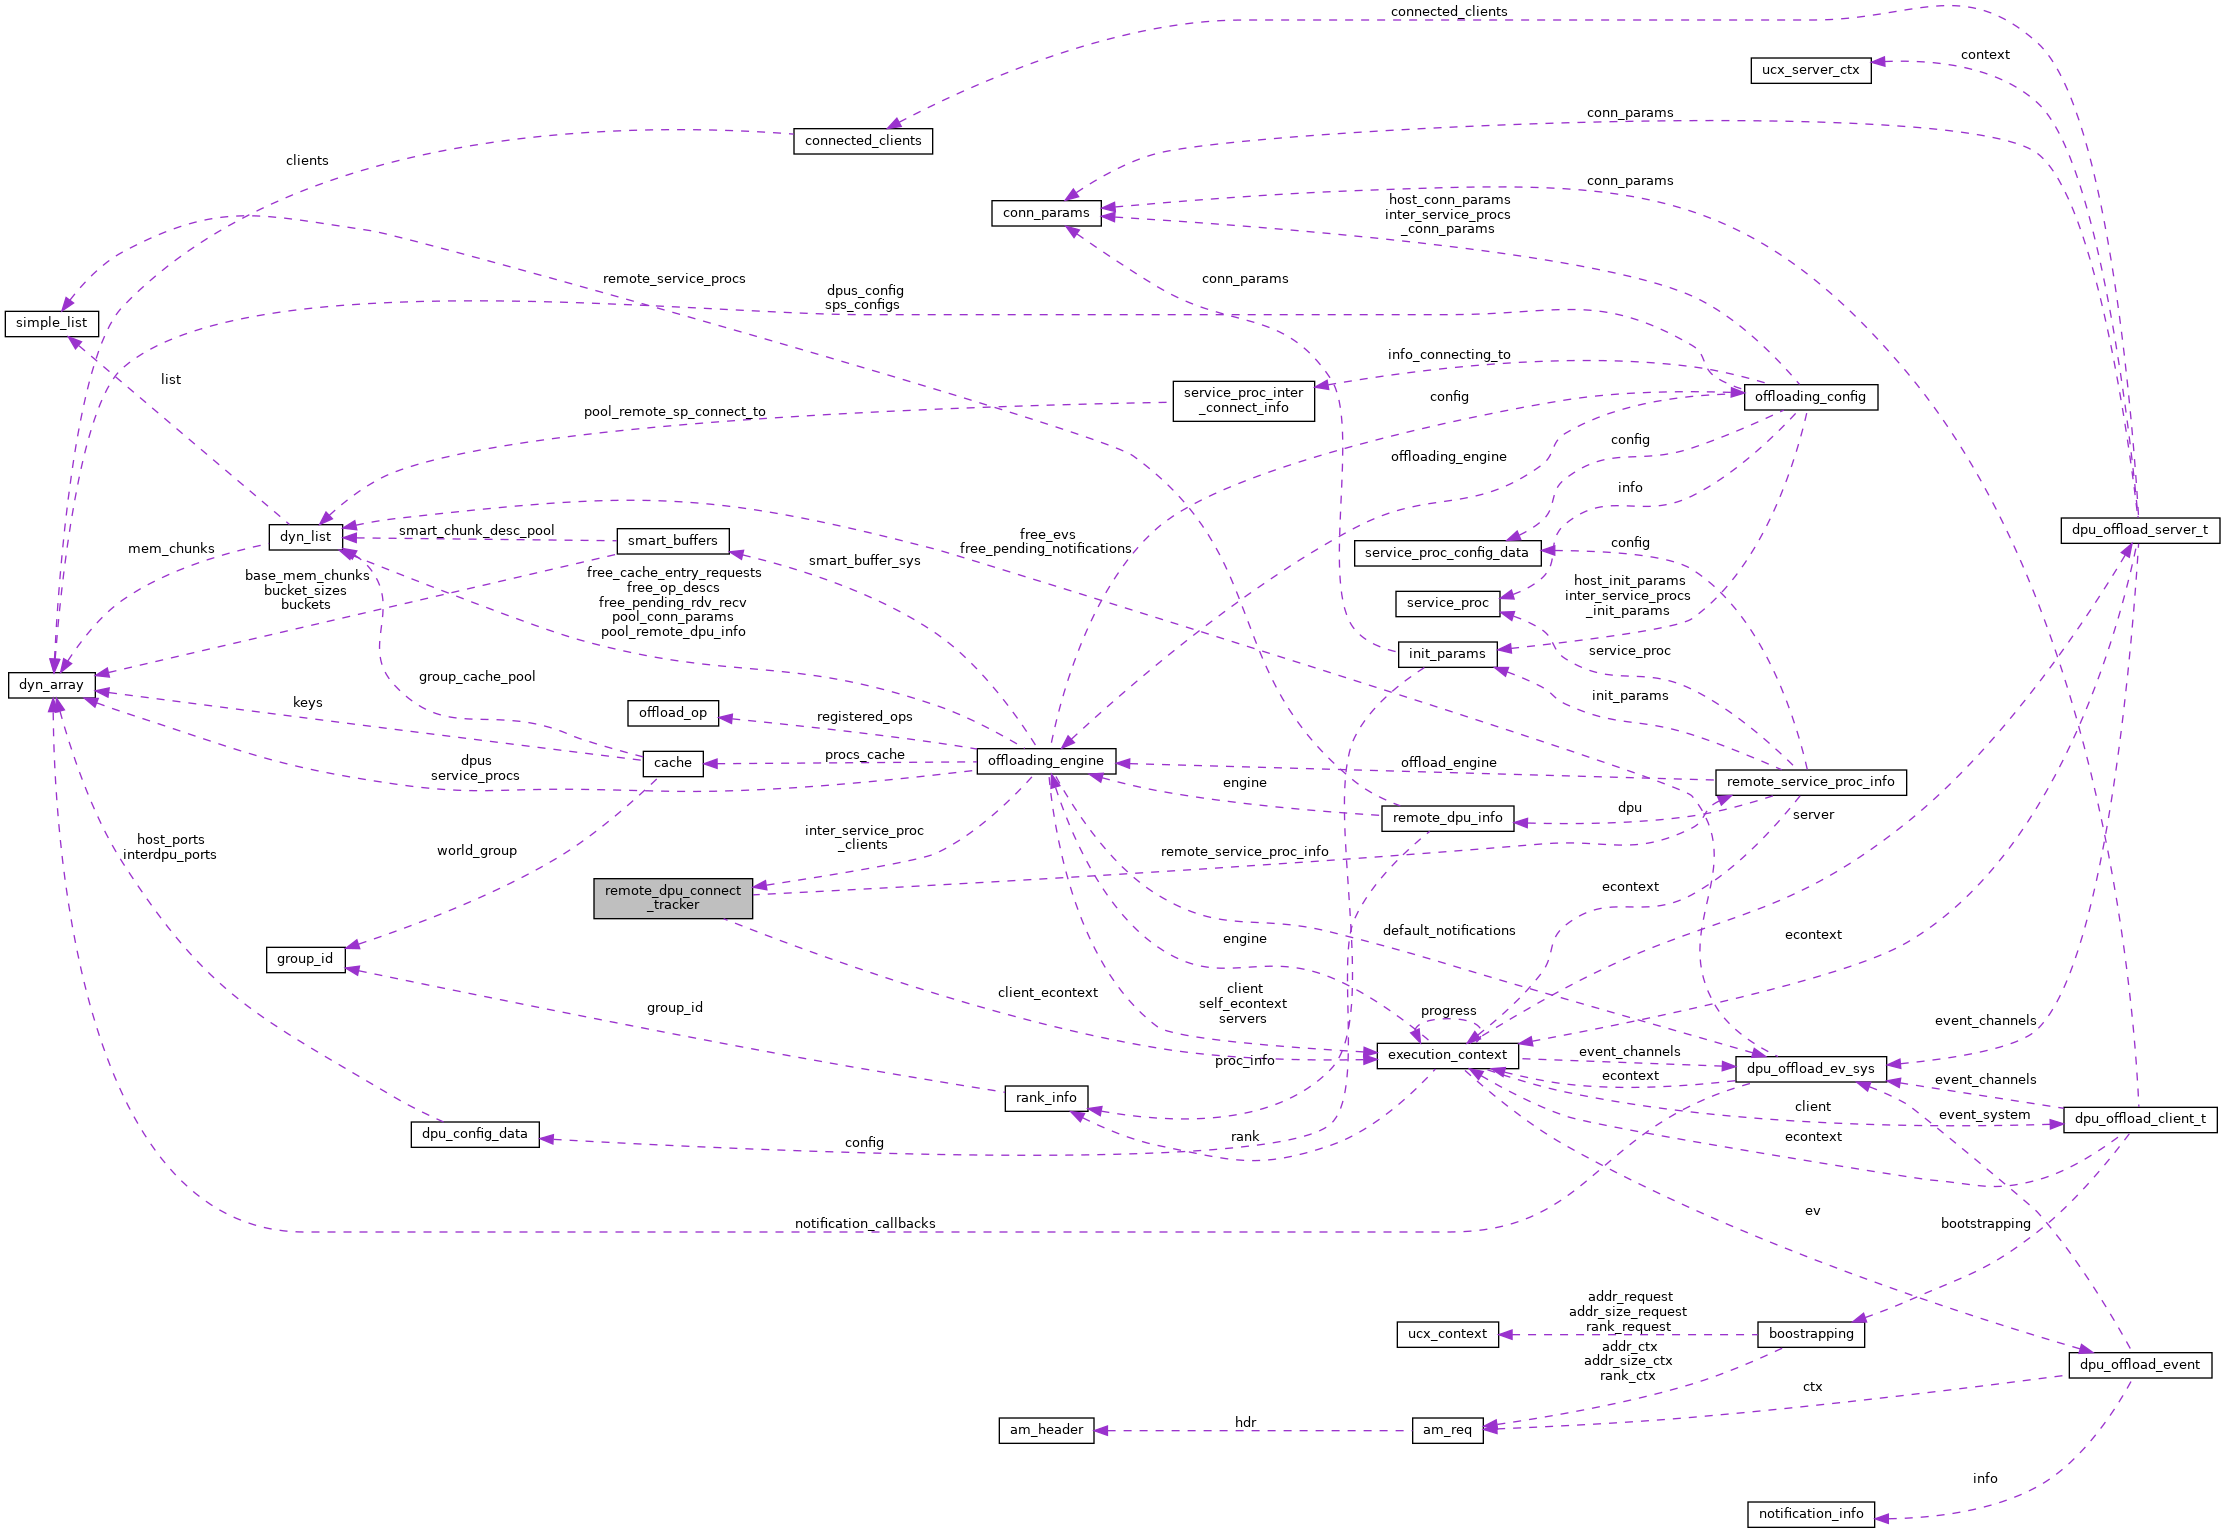 connected_clients
context
ucx_server_ctx
conn_params
connected_clients
clients
conn_params
host_conn_params
inter_service_procs
_conn_params
conn_params
remote_service_procs
conn_params
dpus_config
sps_configs
simple_list
info_connecting_to
list
service_proc_inter
_connect_info
offloading_config
config
pool_remote_sp_connect_to
config
offloading_engine
info
smart_chunk_desc_pool
dpu_offload_server_t
dyn_list
free_evs
free_pending_notifications
smart_buffers
config
mem_chunks
service_proc_config_data
smart_buffer_sys
base_mem_chunks
bucket_sizes
buckets
free_cache_entry_requests
free_op_descs
free_pending_rdv_recv
pool_conn_params
pool_remote_dpu_info
host_init_params
inter_service_procs
_init_params
service_proc
service_proc
init_params
group_cache_pool
dyn_array
init_params
keys
offload_op
registered_ops
procs_cache
cache
offloading_engine
dpus
service_procs
offload_engine
engine
remote_service_proc_info
dpu
remote_dpu_info
server
host_ports
interdpu_ports
inter_service_proc
_clients
world_group
remote_service_proc_info
remote_dpu_connect
_tracker
econtext
default_notifications
econtext
engine
group_id
client_econtext
client
self_econtext
servers
group_id
progress
event_channels
execution_context
event_channels
proc_info
econtext
dpu_offload_ev_sys
event_channels
rank_info
client
event_system
dpu_offload_client_t
dpu_config_data
config
rank
econtext
ev
notification_callbacks
bootstrapping
addr_request
addr_size_request
rank_request
ucx_context
boostrapping
addr_ctx
addr_size_ctx
rank_ctx
dpu_offload_event
ctx
hdr
am_header
am_req
info
notification_info